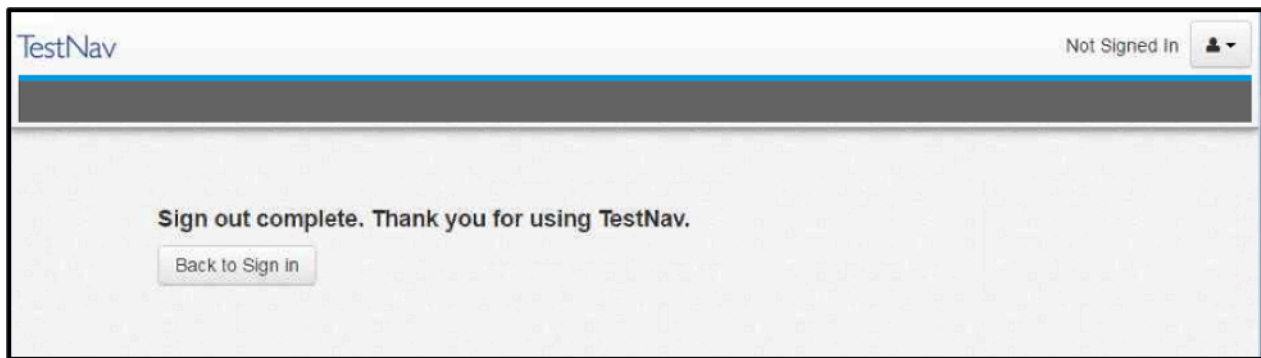 TestNav
Not Signed In
Sign out complete. Thank you for using TestNav.
Back to Sign in